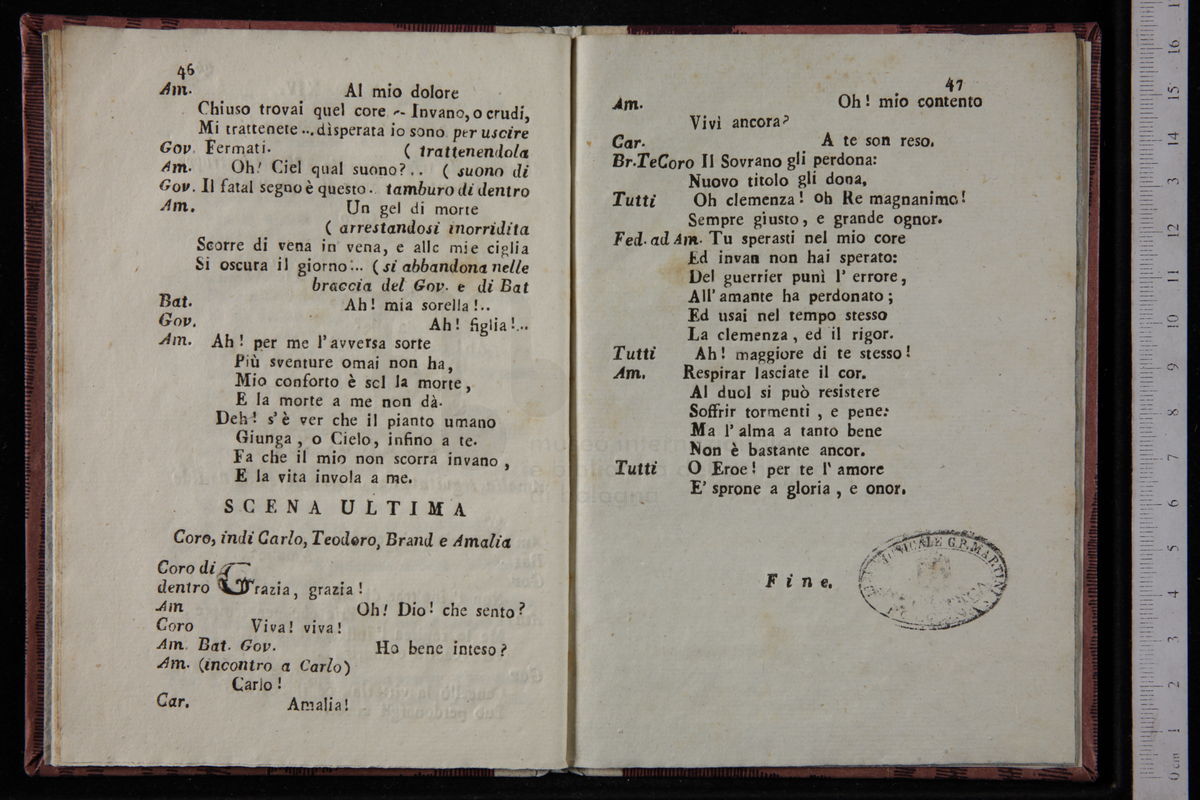 46
Am. Al mio dolore
Chiuso trovai quel core -- Invano, o crudi,
Mi trattenete ... disperata io sono per uscire
Gov. Fermati. ( trattenendola
Am. Oh! Ciel qual suono? .. ( suono di
Gov. Il fatal segno è questo. tamburo di dentro
Am. Un gel di morte
( arrestandosi inorridita
Scorre di vena in vena, e alle mie ciglia
Si oscura il giorno ... ( si abbandona nelle
braccia del Gov. e di Bat
Bat. Ah! mia sorella! ..
Gov. Ah! figlia! ...
Am. Ah! per me l'avversa sorte
Più sventure omai non ha,
Mio conforto è sol la morte,
E la morte a me non dà.
Deh! s'è ver che il pianto umano
Giunga, o Cielo, infino a te.
Fa che il mio non scorra invano,
E la vita invola a me.
SCENA ULTIMA
Coro, indi Carlo, Teodoro, Brand e Amalia
Coro di
dentro Grazia, grazia!
Am Oh! Dio! che sento?
Coro Viva! viva!
Am. Bat. Gov. Ho bene inteso?
Am. (incontro a Carlo)
Carlo!
Car. Amalia!
47
Am. Oh! mio contento
Vivi ancora?
Car. A te son reso.
Br.TeCoro Il Sovrano gli perdona:
Nuovo titolo gli dona.
Tutti Oh clemenza! oh Re magnanimo!
Sempre giusto, e grande ognor.
Fed. ad Am. Tu sperasti nel mio core
Ed invan non hai sperato:
Del guerrier punì l'errore,
All'amante ha perdonato;
Ed usai nel tempo stesso
La clemenza, ed il rigor.
Tutti Ah! maggiore di te stesso!
Am. Respirar lasciate il cor.
Al duol si può resistere
Soffrir tormenti, e pene:
Ma l'alma a tanto bene
Non è bastante ancor.
Tutti O Eroe! per te l'amore
E' sprone a gloria, e onor.
Fine.
MUSICALE G.B. MARTINI